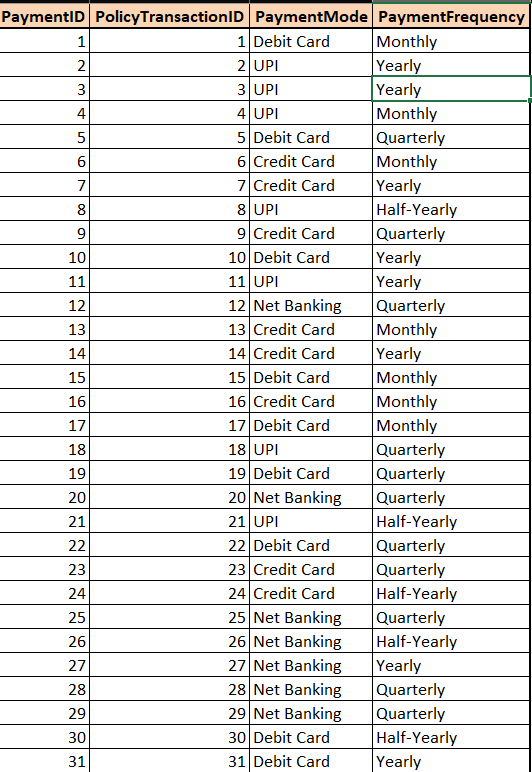 PaymentID PolicyTransactionID PaymentMode PaymentFrequency
1 1 Debit Card Monthly
2 2 UPI Yearly
3 3 UPI Yearly
4 4 UPI Monthly
5 5 Debit Card Quarterly
6 6 Credit Card Monthly
7 7 Credit Card Yearly
8 8 UPI Half-Yearly
9 9 Credit Card Quarterly
10 10 Debit Card Yearly
11 11 UPI Yearly
12 12 Net Banking Quarterly
13 13 Credit Card Monthly
14 14 Credit Card Yearly
15 15 Debit Card Monthly
16 16 Credit Card Monthly
17 17 Debit Card Monthly
18 18 UPI Quarterly
19 19 Debit Card Quarterly
20 20 Net Banking Quarterly
21 21 UPI Half-Yearly
22 22 Debit Card Quarterly
23 23 Credit Card Quarterly
24 24 Credit Card Half-Yearly
25 25 Net Banking Quarterly
26 26 Net Banking Half-Yearly
27 27 Net Banking Yearly
28 28 Net Banking Quarterly
29 29 Net Banking Quarterly
30 30 Debit Card Half-Yearly
31 31 Debit Card Yearly